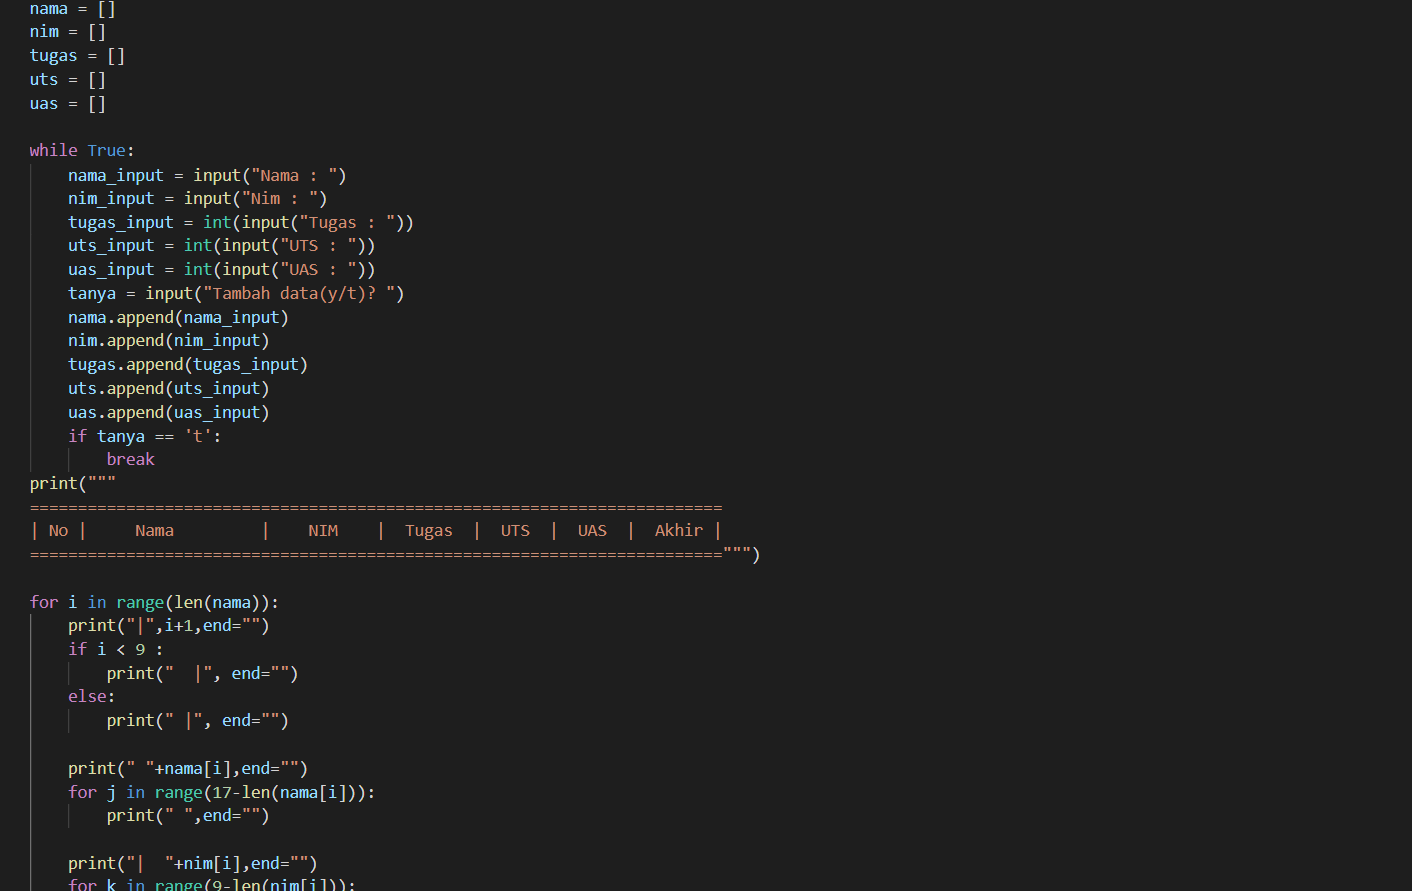 nama = []
nim = []
tugas = []
uts = []
uas = []
while True:
    nama_input = input("Nama : ")
    nim_input = input("Nim : ")
    tugas_input = int(input("Tugas : "))
    uts_input = int(input("UTS : "))
    uas_input = int(input("UAS : "))
    tanya = input("Tambah data(y/t)? ")
    nama.append(nama_input)
    nim.append(nim_input)
    tugas.append(tugas_input)
    uts.append(uts_input)
    uas.append(uas_input)
    if tanya == 't':
        break
print("""
========================================================================
| No |     Nama         |    NIM    |  Tugas  |  UTS  |  UAS  |  Akhir |
========================================================================""")
for i in range(len(nama)):
    print("|",i+1,end="")
    if i < 9 :
        print("  |", end="")
    else:
        print(" |", end="")
    print(" "+nama[i],end="")
    for j in range(17-len(nama[i])):
        print(" ",end="")
    print("|  "+nim[i],end="")
    for k in range(9-len(nim[i])):